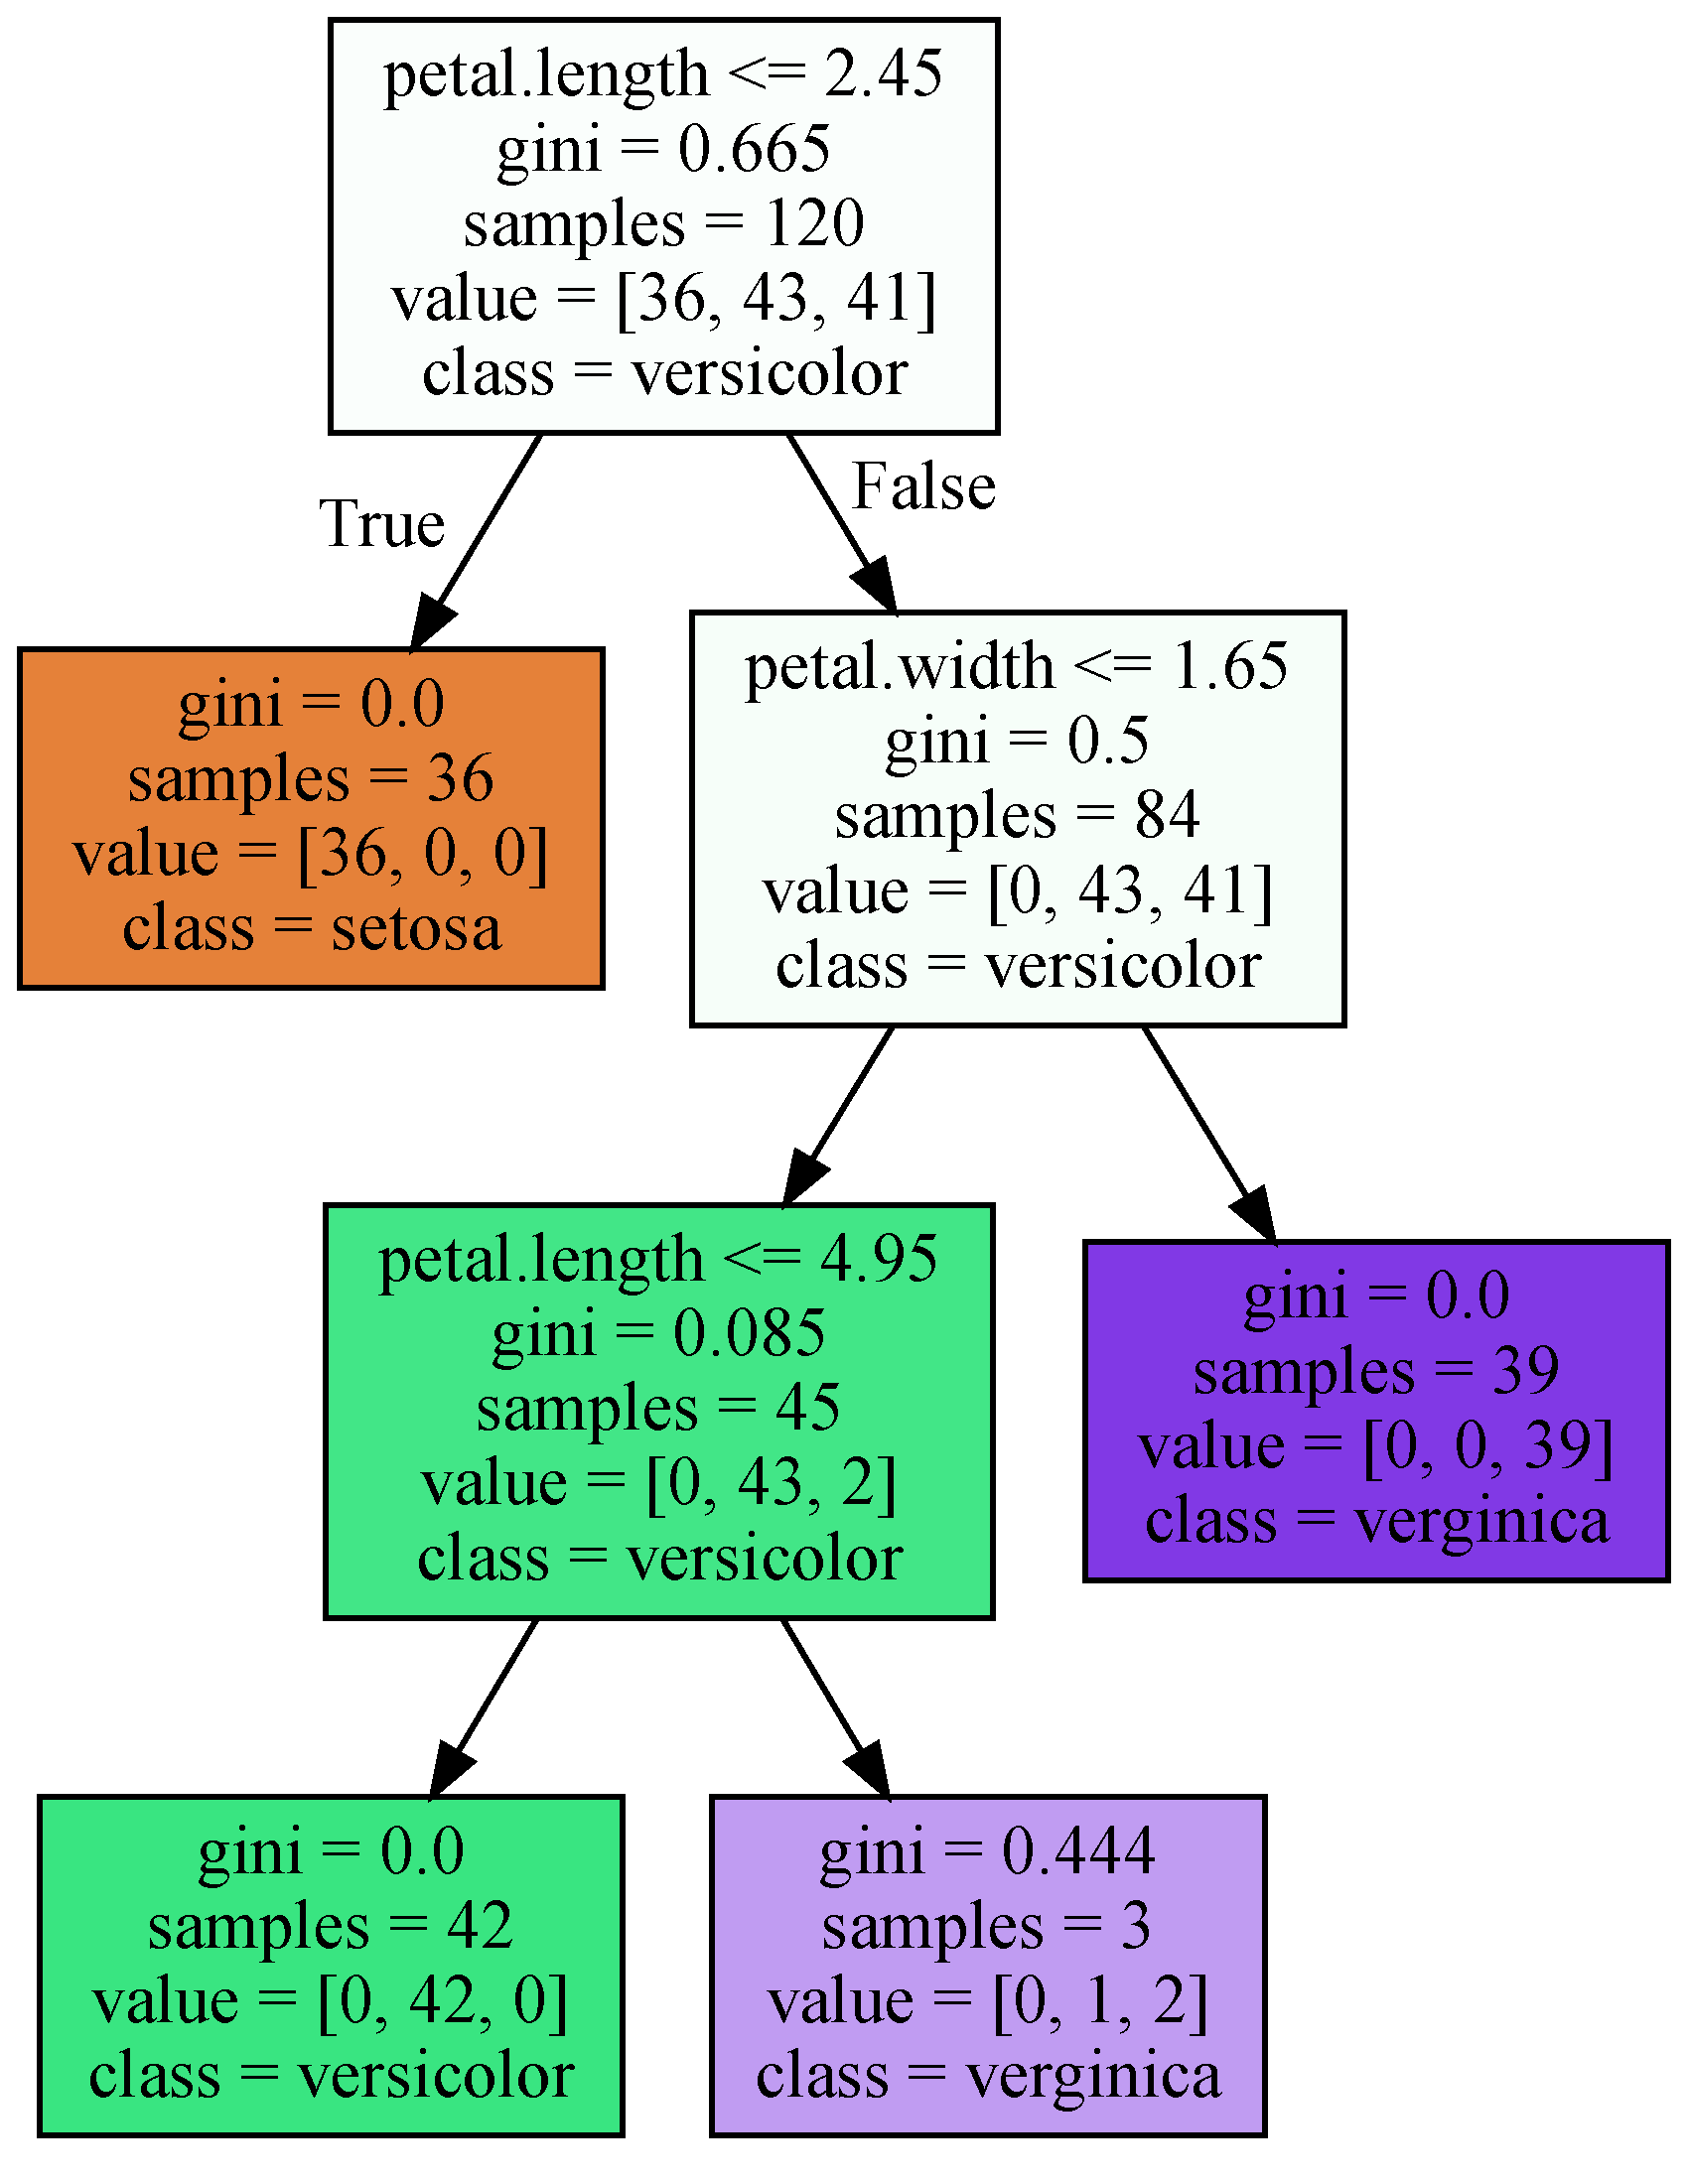 petal.length <= 2.45
gini = 0.665
samples = 120
value = [36, 43, 41]
class = versicolor
True
False
gini = 0.0
samples = 36
value = [36, 0, 0]
class = setosa
petal.width <= 1.65
gini = 0.5
samples = 84
value = [0, 43, 41]
class = versicolor
petal.length <= 4.95
gini = 0.085
samples = 45
value = [0, 43, 2]
class = versicolor
gini = 0.0
samples = 39
value = [0, 0, 39]
class = verginica
gini = 0.0
samples = 42
value = [0, 42, 0]
class = versicolor
gini = 0.444
samples = 3
value = [0, 1, 2]
class = verginica